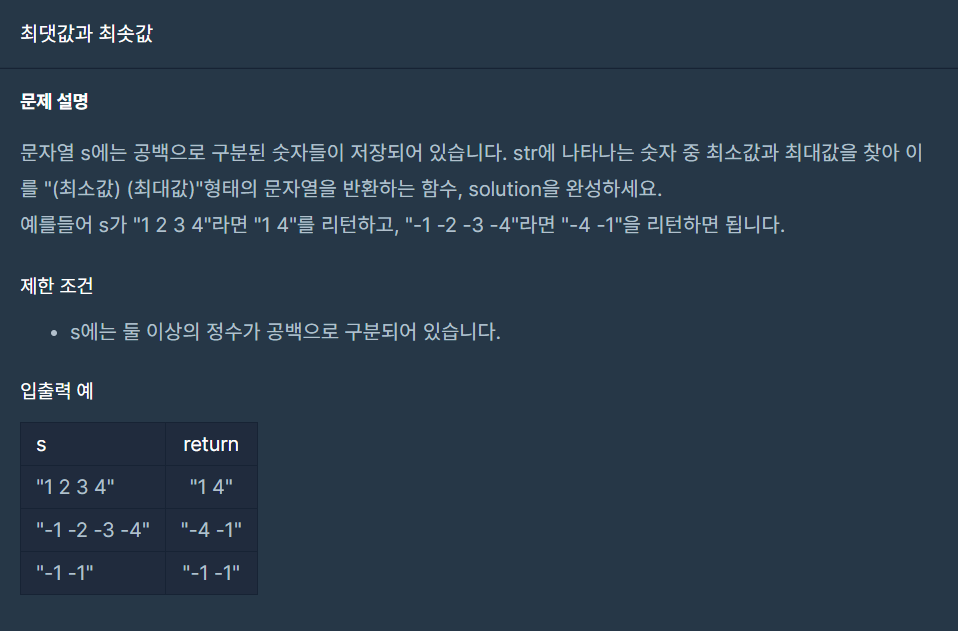 최댓값과 최솟값
문제 설명
문자열 s에는 공백으로 구분된 숫자들이 저장되어 있습니다. str에 나타나는 숫자 중 최소값과 최대값을 찾아 이
를 "(최소값) (최대값)"형태의 문자열을 반환하는 함수, solution을 완성하세요.
예를들어 s가 "1 2 3 4"라면 "1 4"를 리턴하고, "-1 -2 -3 -4"라면 "-4 -1"을 리턴하면 됩니다.
제한 조건
• s에는 둘 이상의 정수가 공백으로 구분되어 있습니다.
입출력 예
s return
"1 2 3 4" "1 4"
"-1 -2 -3 -4" "-4 -1"
"-1 -1" "-1 -1"